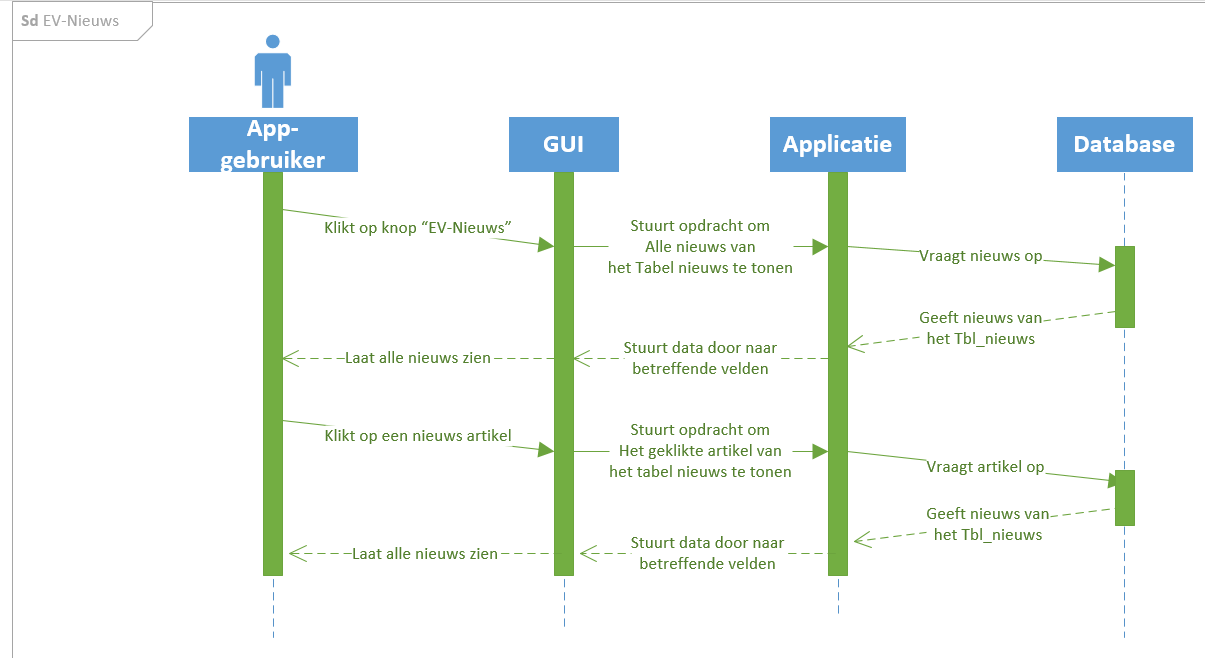 Sd EV-Nieuws
App-
gebruiker
GUI
Applicatie
Database
Klikt op knop “EV-Nieuws”
Stuurt opdracht om
Alle nieuws van
het Tabel nieuws te tonen
Vraagt nieuws op
Geeft nieuws van
het Tbl_nieuws
Stuurt data door naar
betreffende velden
Laat alle nieuws zien
Klikt op een nieuws artikel
Stuurt opdracht om
Het geklikte artikel van
het tabel nieuws te tonen
Vraagt artikel op
Geeft nieuws van
het Tbl_nieuws
Stuurt data door naar
betreffende velden
Laat alle nieuws zien